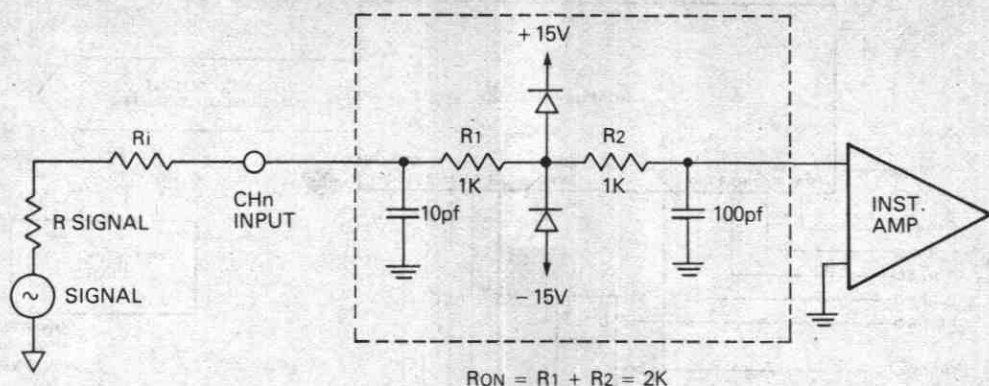 + 15V
Ri
R1
R2
1K
1K
CHn
INPUT
R SIGNAL
10pf
100pf
INST.
AMP
SIGNAL
- 15V
RON = R1 + R2 = 2K